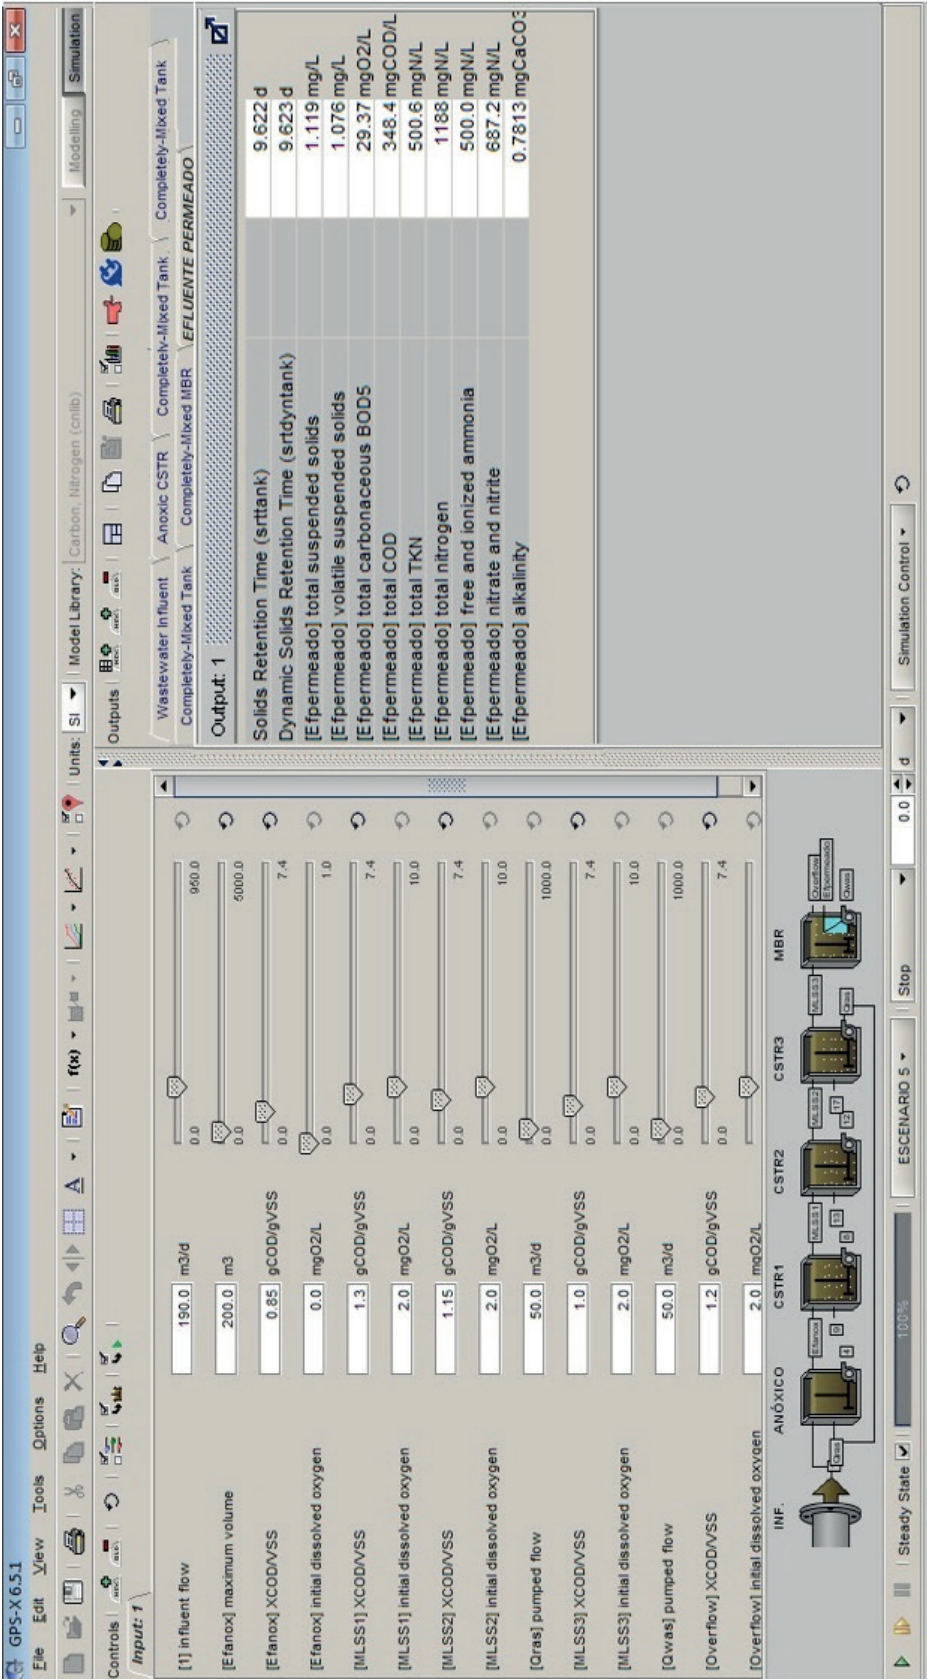 GPS-X 6.5.1
File Edit View Tools Options Help
f(x)
A
Units: SI
Model Library: Carbon, Nitrogen (cnlib)
Modelling
Simulation
Controls
Outputs
Input: 1
[1] influent flow 190.0 m3/d 0.0 950.0
[Efanox] maximum volume 200.0 m3 0.0 5000.0
[Efanox] XCOD/VSS 0.85 gCOD/gVSS 0.0 7.4
[Efanox] initial dissolved oxygen 0.0 mgO2/L 0.0 1.0
[MLSS1] XCOD/VSS 1.3 gCOD/gVSS 0.0 7.4
[MLSS1] initial dissolved oxygen 2.0 mgO2/L 0.0 10.0
[MLSS2] XCOD/VSS 1.15 gCOD/gVSS 0.0 7.4
[MLSS2] initial dissolved oxygen 2.0 mgO2/L 0.0 10.0
[Qras] pumped flow 50.0 m3/d 0.0 1000.0
[MLSS3] XCOD/VSS 1.0 gCOD/gVSS 0.0 7.4
[MLSS3] initial dissolved oxygen 2.0 mgO2/L 0.0 10.0
[Qwas] pumped flow 50.0 m3/d 0.0 1000.0
[Overflow] XCOD/VSS 1.2 gCOD/gVSS 0.0 7.4
[Overflow] initial dissolved oxygen 2.0 mgO2/L 0.0 10.0
Wastewater Influent Anoxic CSTR Completely-Mixed Tank Completely-Mixed Tank
Completely-Mixed Tank Completely-Mixed MBR EFLUENTE PERMEADO
Output: 1
Solids Retention Time (srttank) 9.622 d
Dynamic Solids Retention Time (srtdyntank) 9.623 d
[Efpermeado] total suspended solids 1.119 mg/L
[Efpermeado] volatile suspended solids 1.076 mg/L
[Efpermeado] total carbonaceous BOD5 29.37 mgO2/L
[Efpermeado] total COD 348.4 mgCOD/L
[Efpermeado] total TKN 500.6 mgN/L
[Efpermeado] total nitrogen 1188 mgN/L
[Efpermeado] free and ionized ammonia 500.0 mgN/L
[Efpermeado] nitrate and nitrite 687.2 mgN/L
[Efpermeado] alkalinity 0.7813 mgCaCO3
INF. ANÓXICO CSTR1 CSTR2 CSTR3 MBR
Efanox MLSS1 MLSS2 MLSS3 Overflow
Efpermeado
Qras 4 9 13 12 17 Qras Qwas
Steady State 100% ESCENARIO 5 Stop 0.0 d Simulation Control